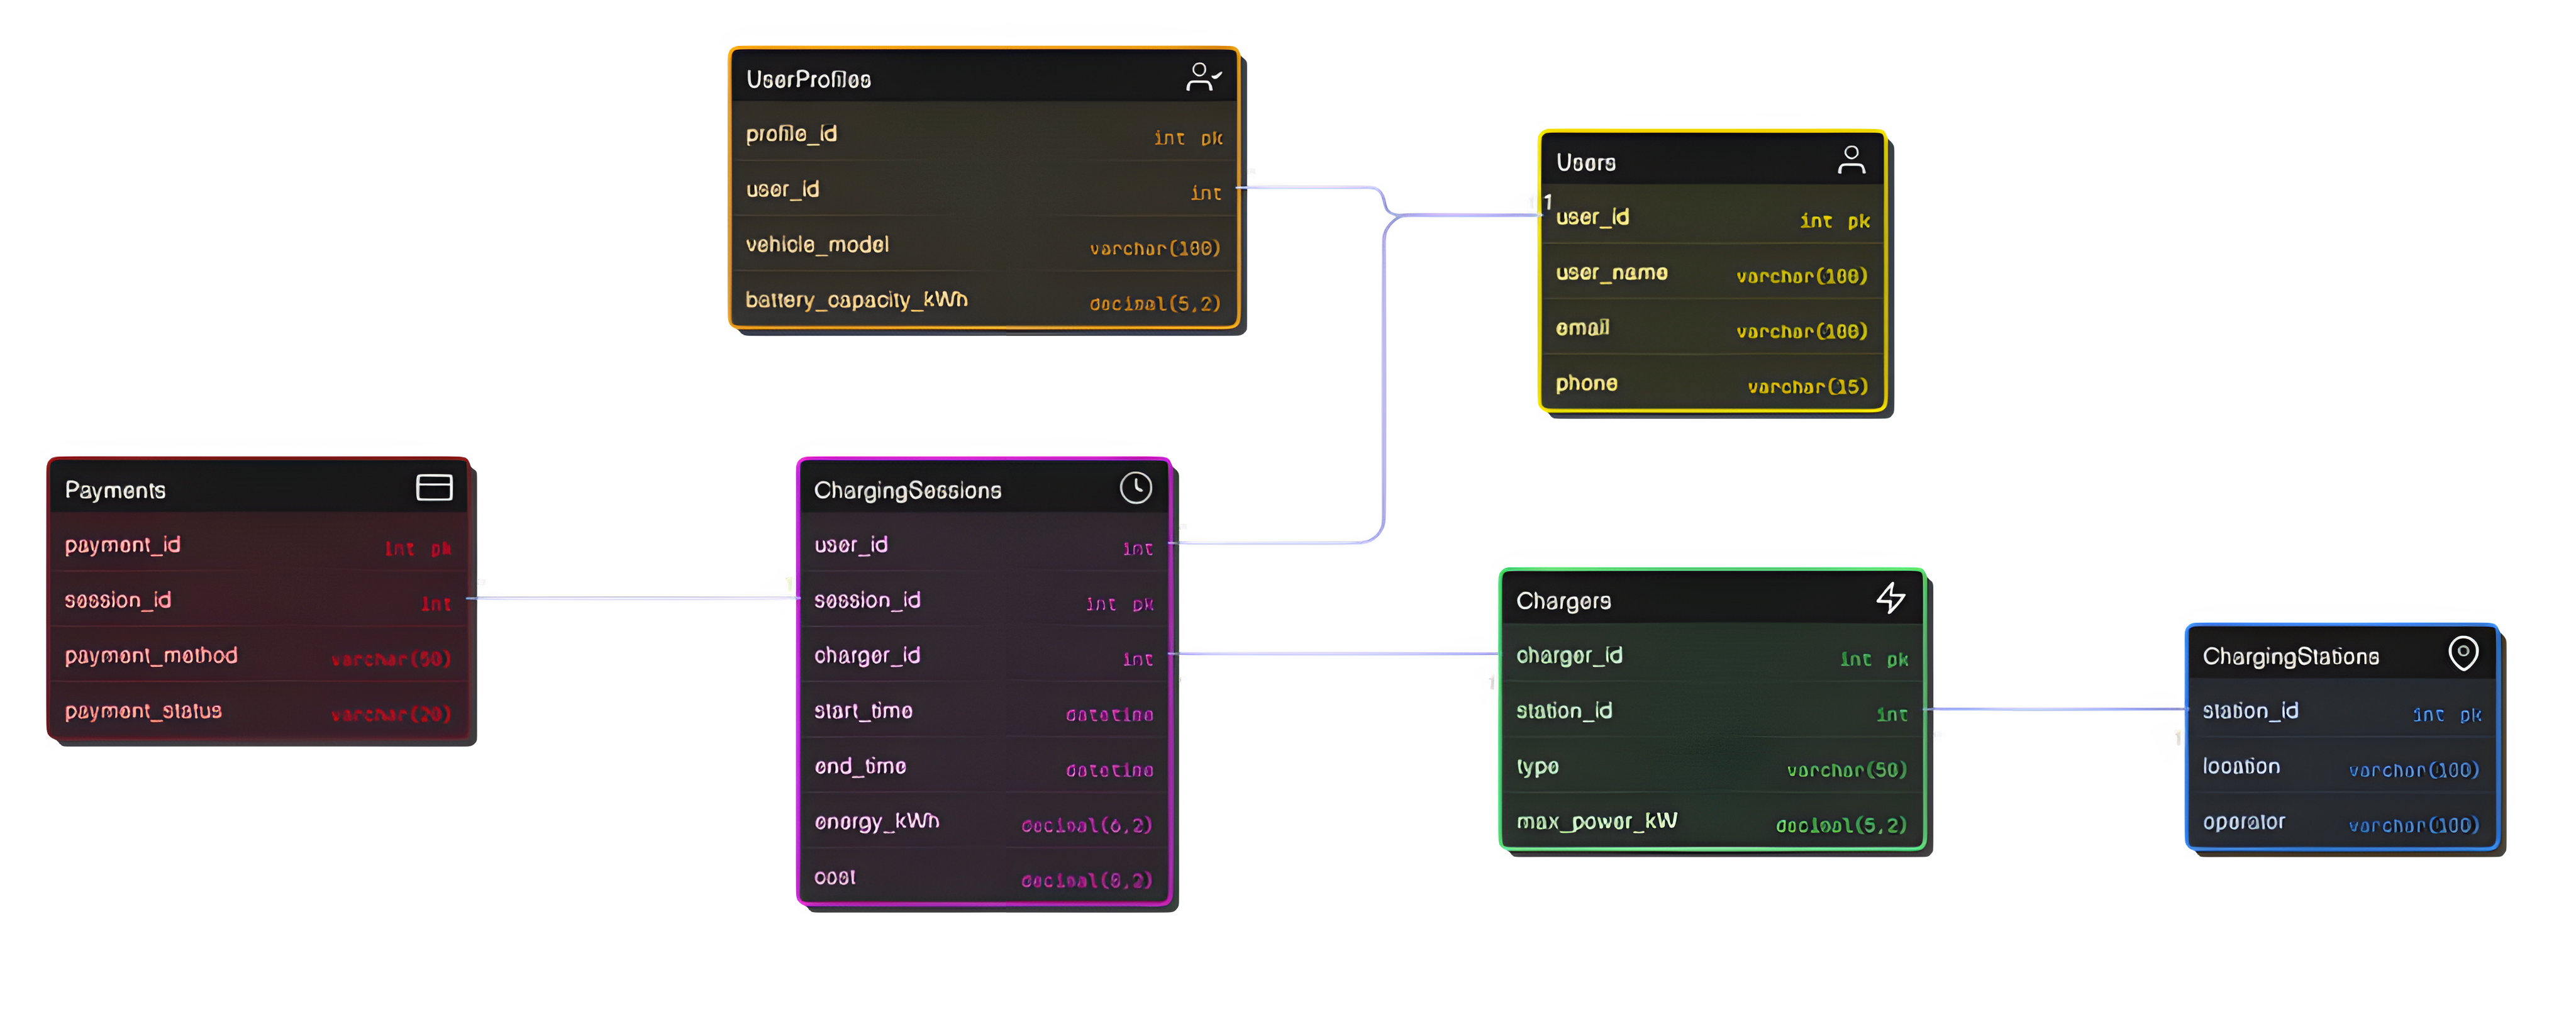 UserProfiles
profile_id int pk
user_id int
vehicle_model varchar(100)
battery_capacity_kWh decimal(5,2)
Users
1
user_id int pk
user_name varchar(100)
email varchar(100)
phone varchar(15)
Payments
payment_id int pk
session_id int
payment_method varchar(50)
payment_status varchar(20)
ChargingSessions
user_id int
1
session_id int pk
charger_id int
start_time datetime
end_time datetime
energy_kWh decimal(6,2)
cost decimal(8,2)
Chargers
charger_id int pk
1
station_id int
type varchar(50)
max_power_kW decimal(5,2)
ChargingStations
station_id int pk
1
location varchar(100)
operator varchar(100)